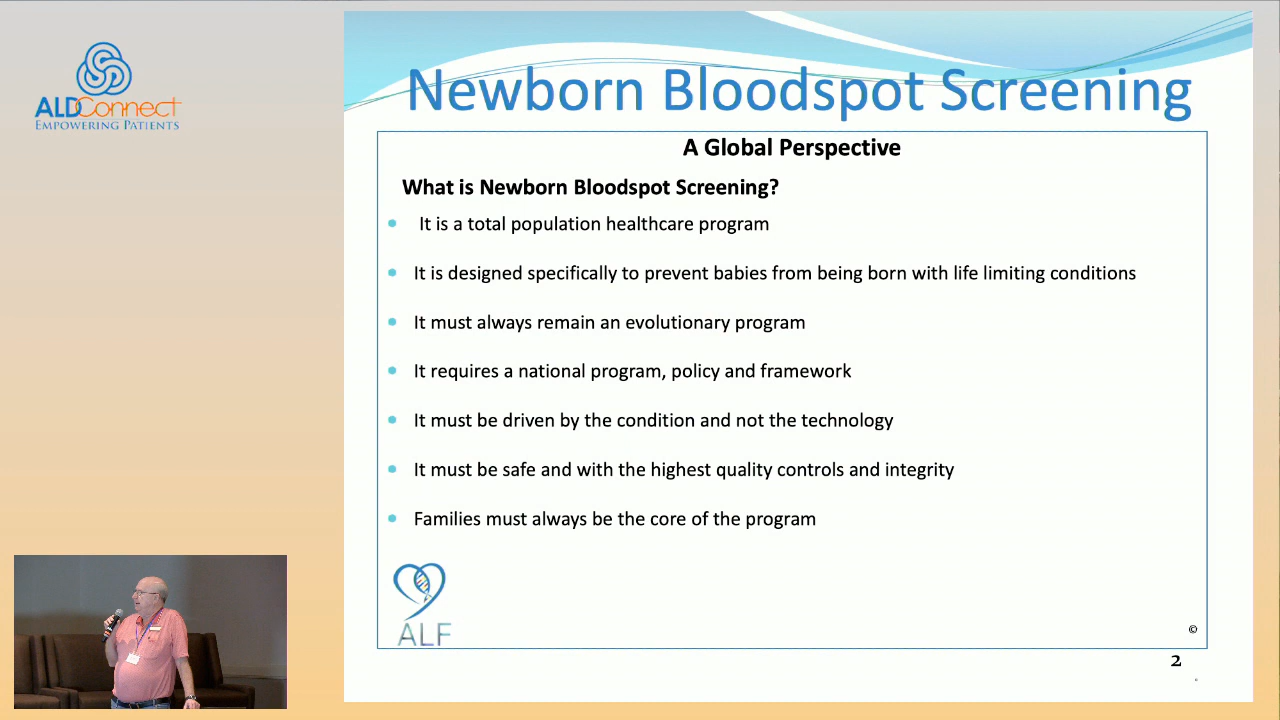 ALDConnect
EMPOWERING PATIENTS
Newborn Bloodspot Screening
A Global Perspective
What is Newborn Bloodspot Screening?
It is a total population healthcare program
It is designed specifically to prevent babies from being born with life limiting conditions
It must always remain an evolutionary program
It requires a national program, policy and framework
It must be driven by the condition and not the technology
It must be safe and with the highest quality controls and integrity
Families must always be the core of the program
ALF
©
2